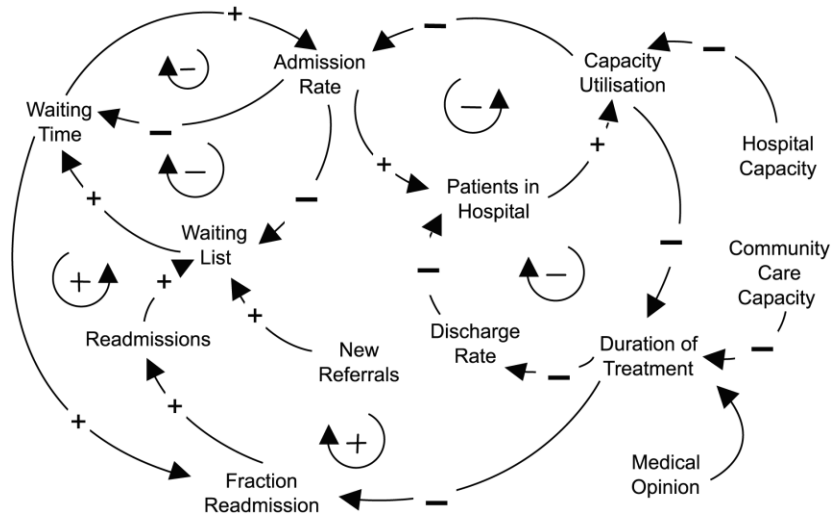 +
Admission
Rate
−
Capacity
Utilisation
−
−
Waiting
Time
−
−
−
+
+
Hospital
Capacity
Patients in
Hospital
+
−
Waiting
List
−
Community
Care
Capacity
+
+
−
−
Readmissions
+
New
Referrals
Discharge
Rate
Duration of
Treatment
−
−
+
+
+
Fraction
Readmission
−
Medical
Opinion